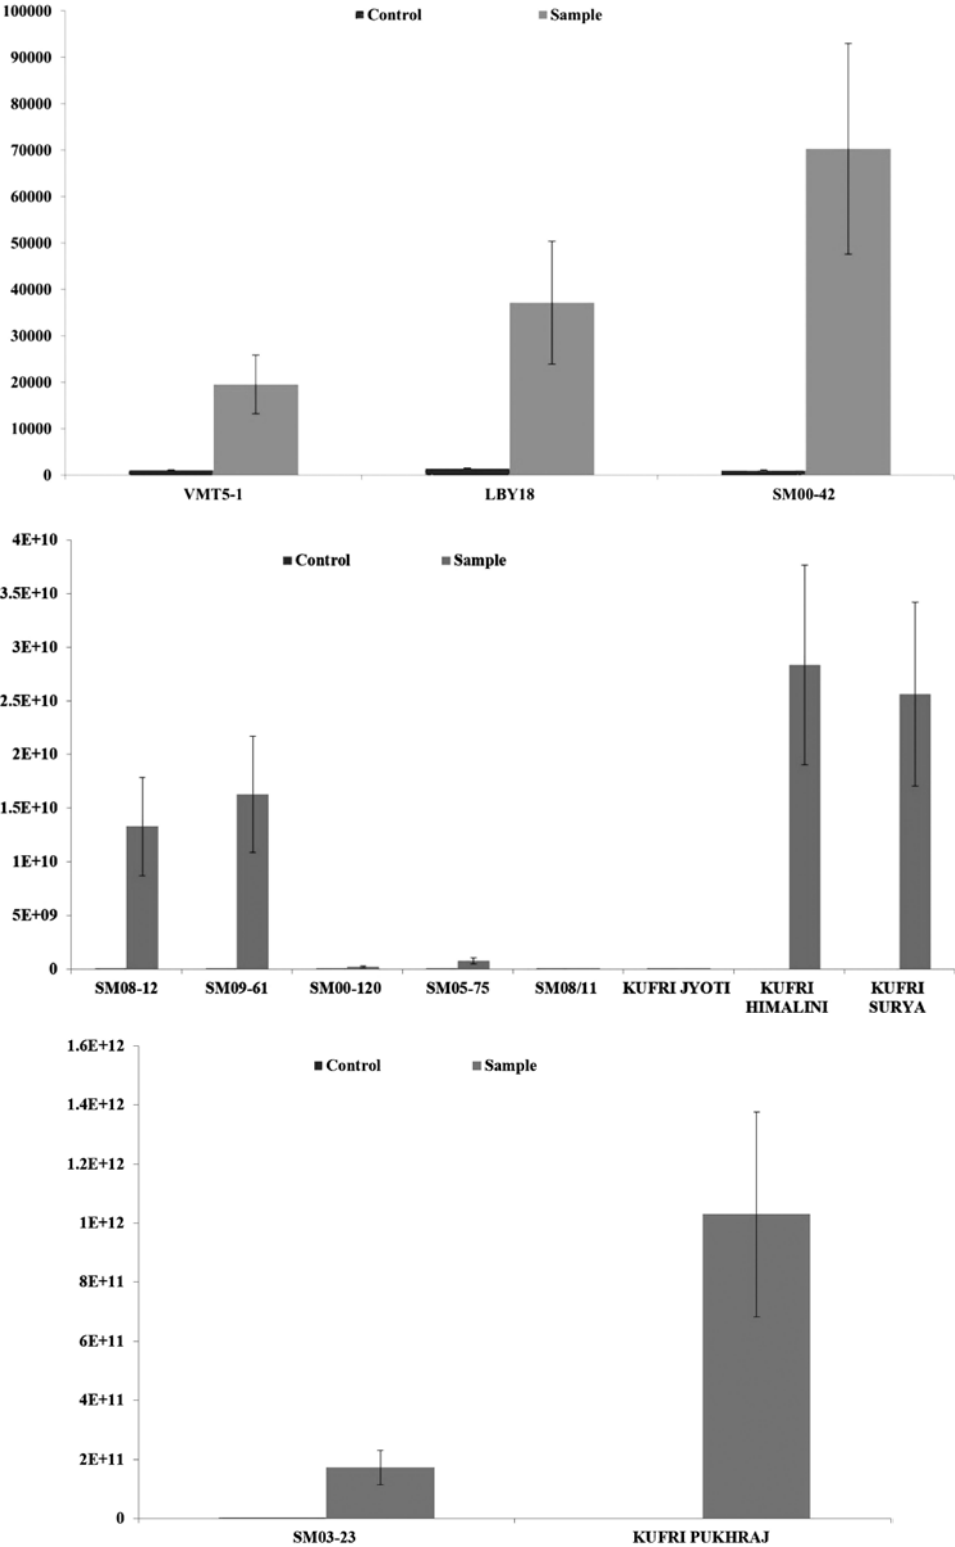 100000
Control Sample
90000
80000
70000
60000
50000
40000
30000
20000
10000
0
VMT5-1 LBY18 SM00-42
4E+10
Control Sample
3.5E+10
3E+10
2.5E+10
2E+10
1.5E+10
1E+10
5E+09
0
SM08-12 SM09-61 SM00-120 SM05-75 SM08/11 KUFRI JYOTI KUFRI KUFRI
HIMALINI SURYA
1.6E+12
Control Sample
1.4E+12
1.2E+12
1E+12
8E+11
6E+11
4E+11
2E+11
0
SM03-23 KUFRI PUKHRAJ